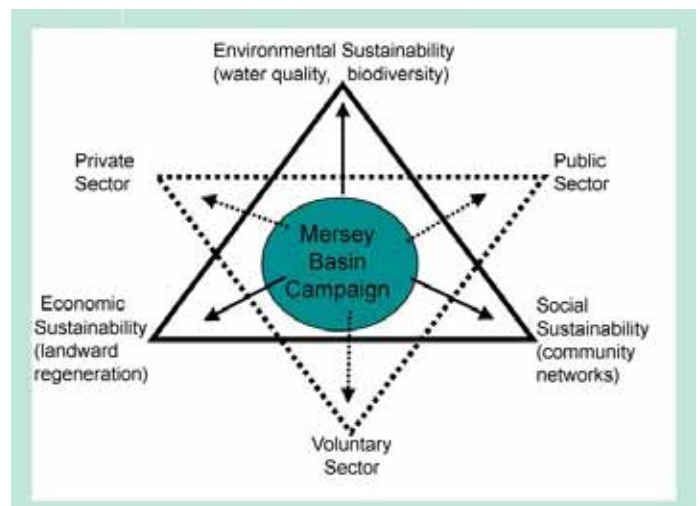 Environmental Sustainability
(water quality, biodiversity)
Private
Sector
Public
Sector
Mersey
Basin
Campaign
Economic
Sustainability
(landward
regeneration)
Social
Sustainability
(community
networks)
Voluntary
Sector